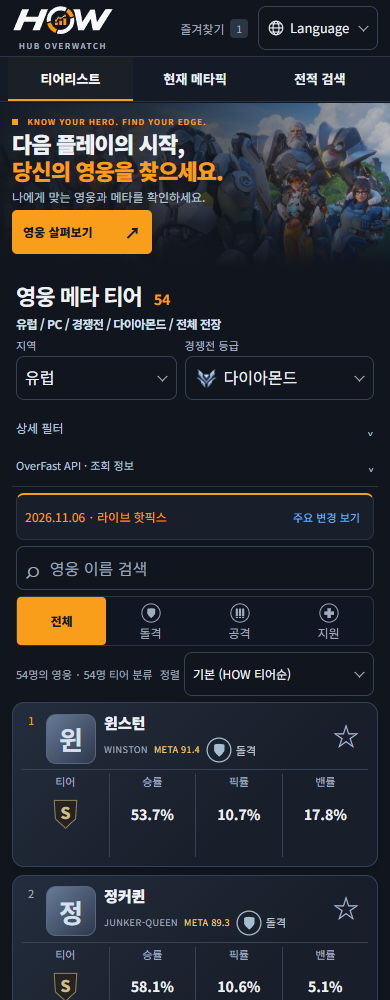 HOW
HUB OVERWATCH
즐겨찾기 1
Language
티어리스트 현재 메타픽 전적 검색
KNOW YOUR HERO. FIND YOUR EDGE.
다음 플레이의 시작,
당신의 영웅을 찾으세요.
나에게 맞는 영웅과 메타를 확인하세요.
영웅 살펴보기 ↗
영웅 메타 티어 54
유럽 / PC / 경쟁전 / 다이아몬드 / 전체 전장
지역 경쟁전 등급
유럽 다이아몬드
상세 필터
OverFast API · 조회 정보
2026.11.06 · 라이브 핫픽스 주요 변경 보기
영웅 이름 검색
전체 돌격 공격 지원
54명의 영웅 · 54명 티어 분류 정렬 기본 (HOW 티어순)
1 윈 윈스턴
WINSTON META 91.4 돌격
티어 승률 픽률 밴률
S 53.7% 10.7% 17.8%
2 정 정커퀸
JUNKER-QUEEN META 89.3 돌격
티어 승률 픽률 밴률
S 58.1% 10.6% 5.1%